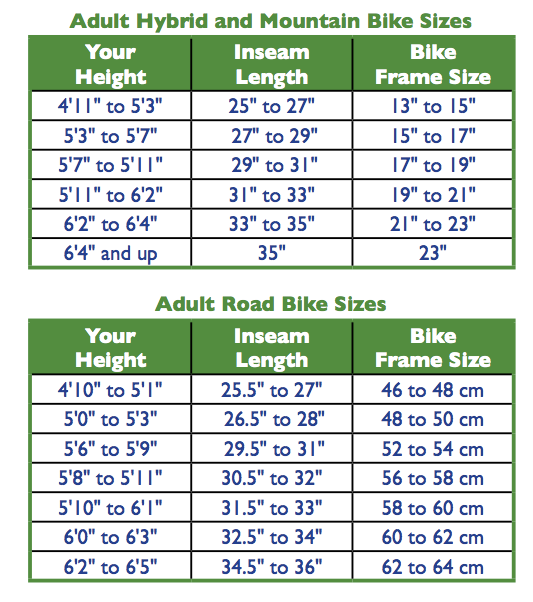 Adult Hybrid and Mountain Bike Sizes
Your Height Inseam Length Bike Frame Size
4'11" to 5'3" 25" to 27" 13" to 15"
5'3" to 5'7" 27" to 29" 15" to 17"
5'7" to 5'11" 29" to 31" 17" to 19"
5'11" to 6'2" 31" to 33" 19" to 21"
6'2" to 6'4" 33" to 35" 21" to 23"
6'4" and up 35" 23"
Adult Road Bike Sizes
Your Height Inseam Length Bike Frame Size
4'10" to 5'1" 25.5" to 27" 46 to 48 cm
5'0" to 5'3" 26.5" to 28" 48 to 50 cm
5'6" to 5'9" 29.5" to 31" 52 to 54 cm
5'8" to 5'11" 30.5" to 32" 56 to 58 cm
5'10" to 6'1" 31.5" to 33" 58 to 60 cm
6'0" to 6'3" 32.5" to 34" 60 to 62 cm
6'2" to 6'5" 34.5" to 36" 62 to 64 cm